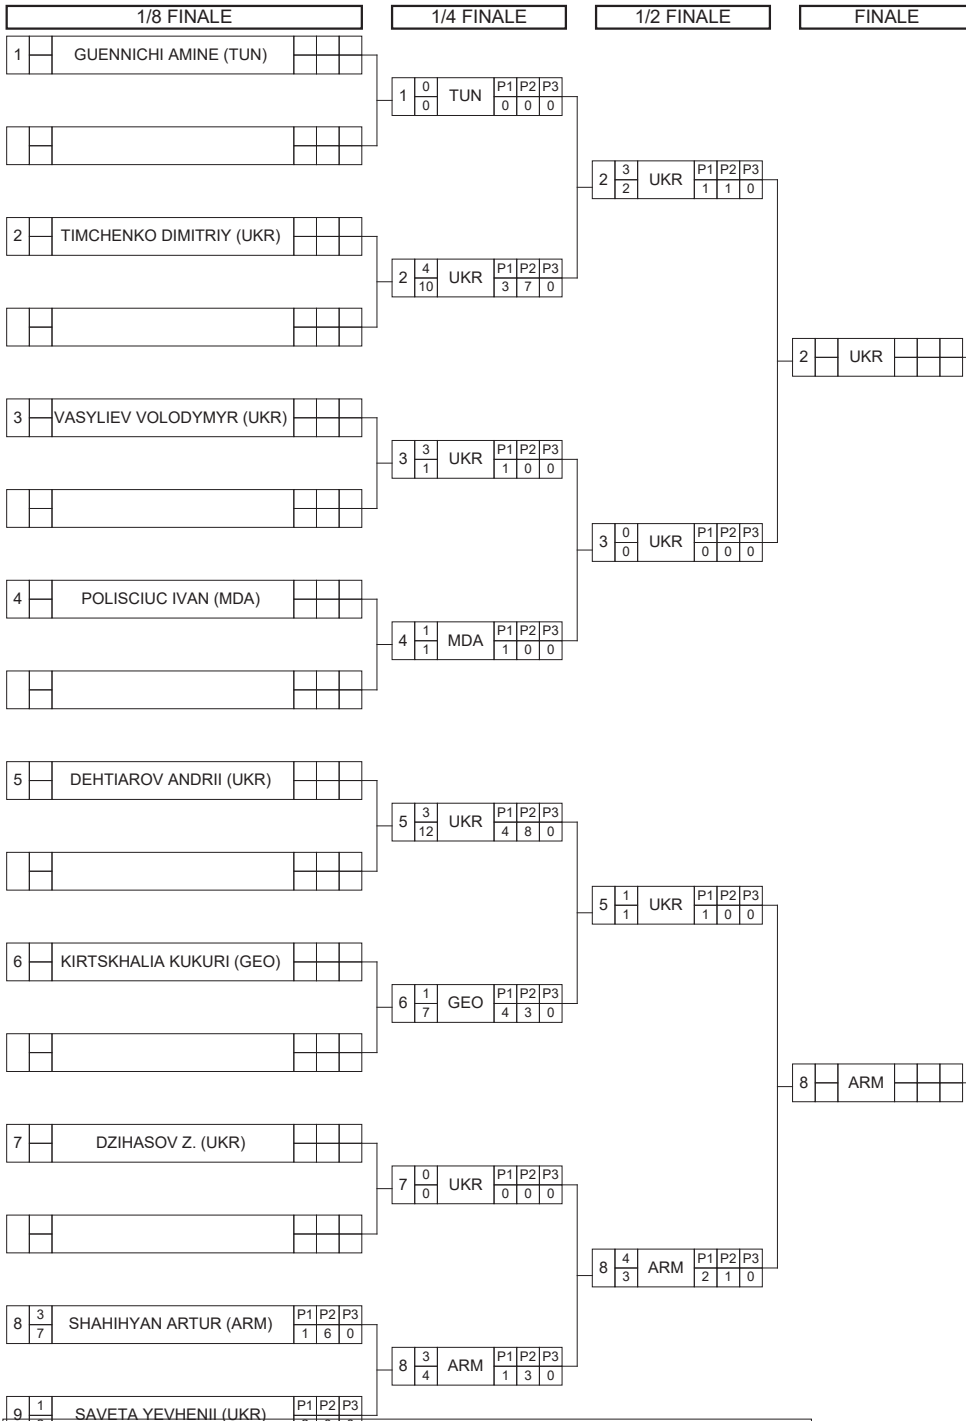 1/8 FINALE 1/4 FINALE 1/2 FINALE FINALE
1 GUENNICHI AMINE (TUN)
1 0 0 TUN P1 P2 P3 0 0 0
2 3 2 UKR P1 P2 P3 1 1 0
2 TIMCHENKO DIMITRIY (UKR)
2 4 10 UKR P1 P2 P3 3 7 0
2 UKR
3 VASYLIEV VOLODYMYR (UKR)
3 3 1 UKR P1 P2 P3 1 0 0
3 0 0 UKR P1 P2 P3 0 0 0
4 POLISCIUC IVAN (MDA)
4 1 1 MDA P1 P2 P3 1 0 0
5 DEHTIAROV ANDRII (UKR)
5 3 12 UKR P1 P2 P3 4 8 0
5 1 1 UKR P1 P2 P3 1 0 0
6 KIRTSKHALIA KUKURI (GEO)
6 1 7 GEO P1 P2 P3 4 3 0
8 ARM
7 DZIHASOV Z. (UKR)
7 0 0 UKR P1 P2 P3 0 0 0
8 4 3 ARM P1 P2 P3 2 1 0
8 3 7 SHAHIHYAN ARTUR (ARM) P1 P2 P3 1 6 0
8 3 4 ARM P1 P2 P3 1 3 0
9 1 SAVETA YEVHENII (UKR) P1 P2 P3